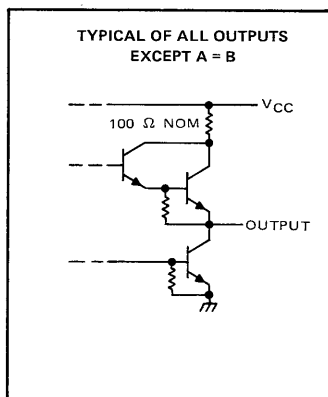 TYPICAL OF ALL OUTPUTS
EXCEPT A = B
VCC
100 Ω NOM
OUTPUT